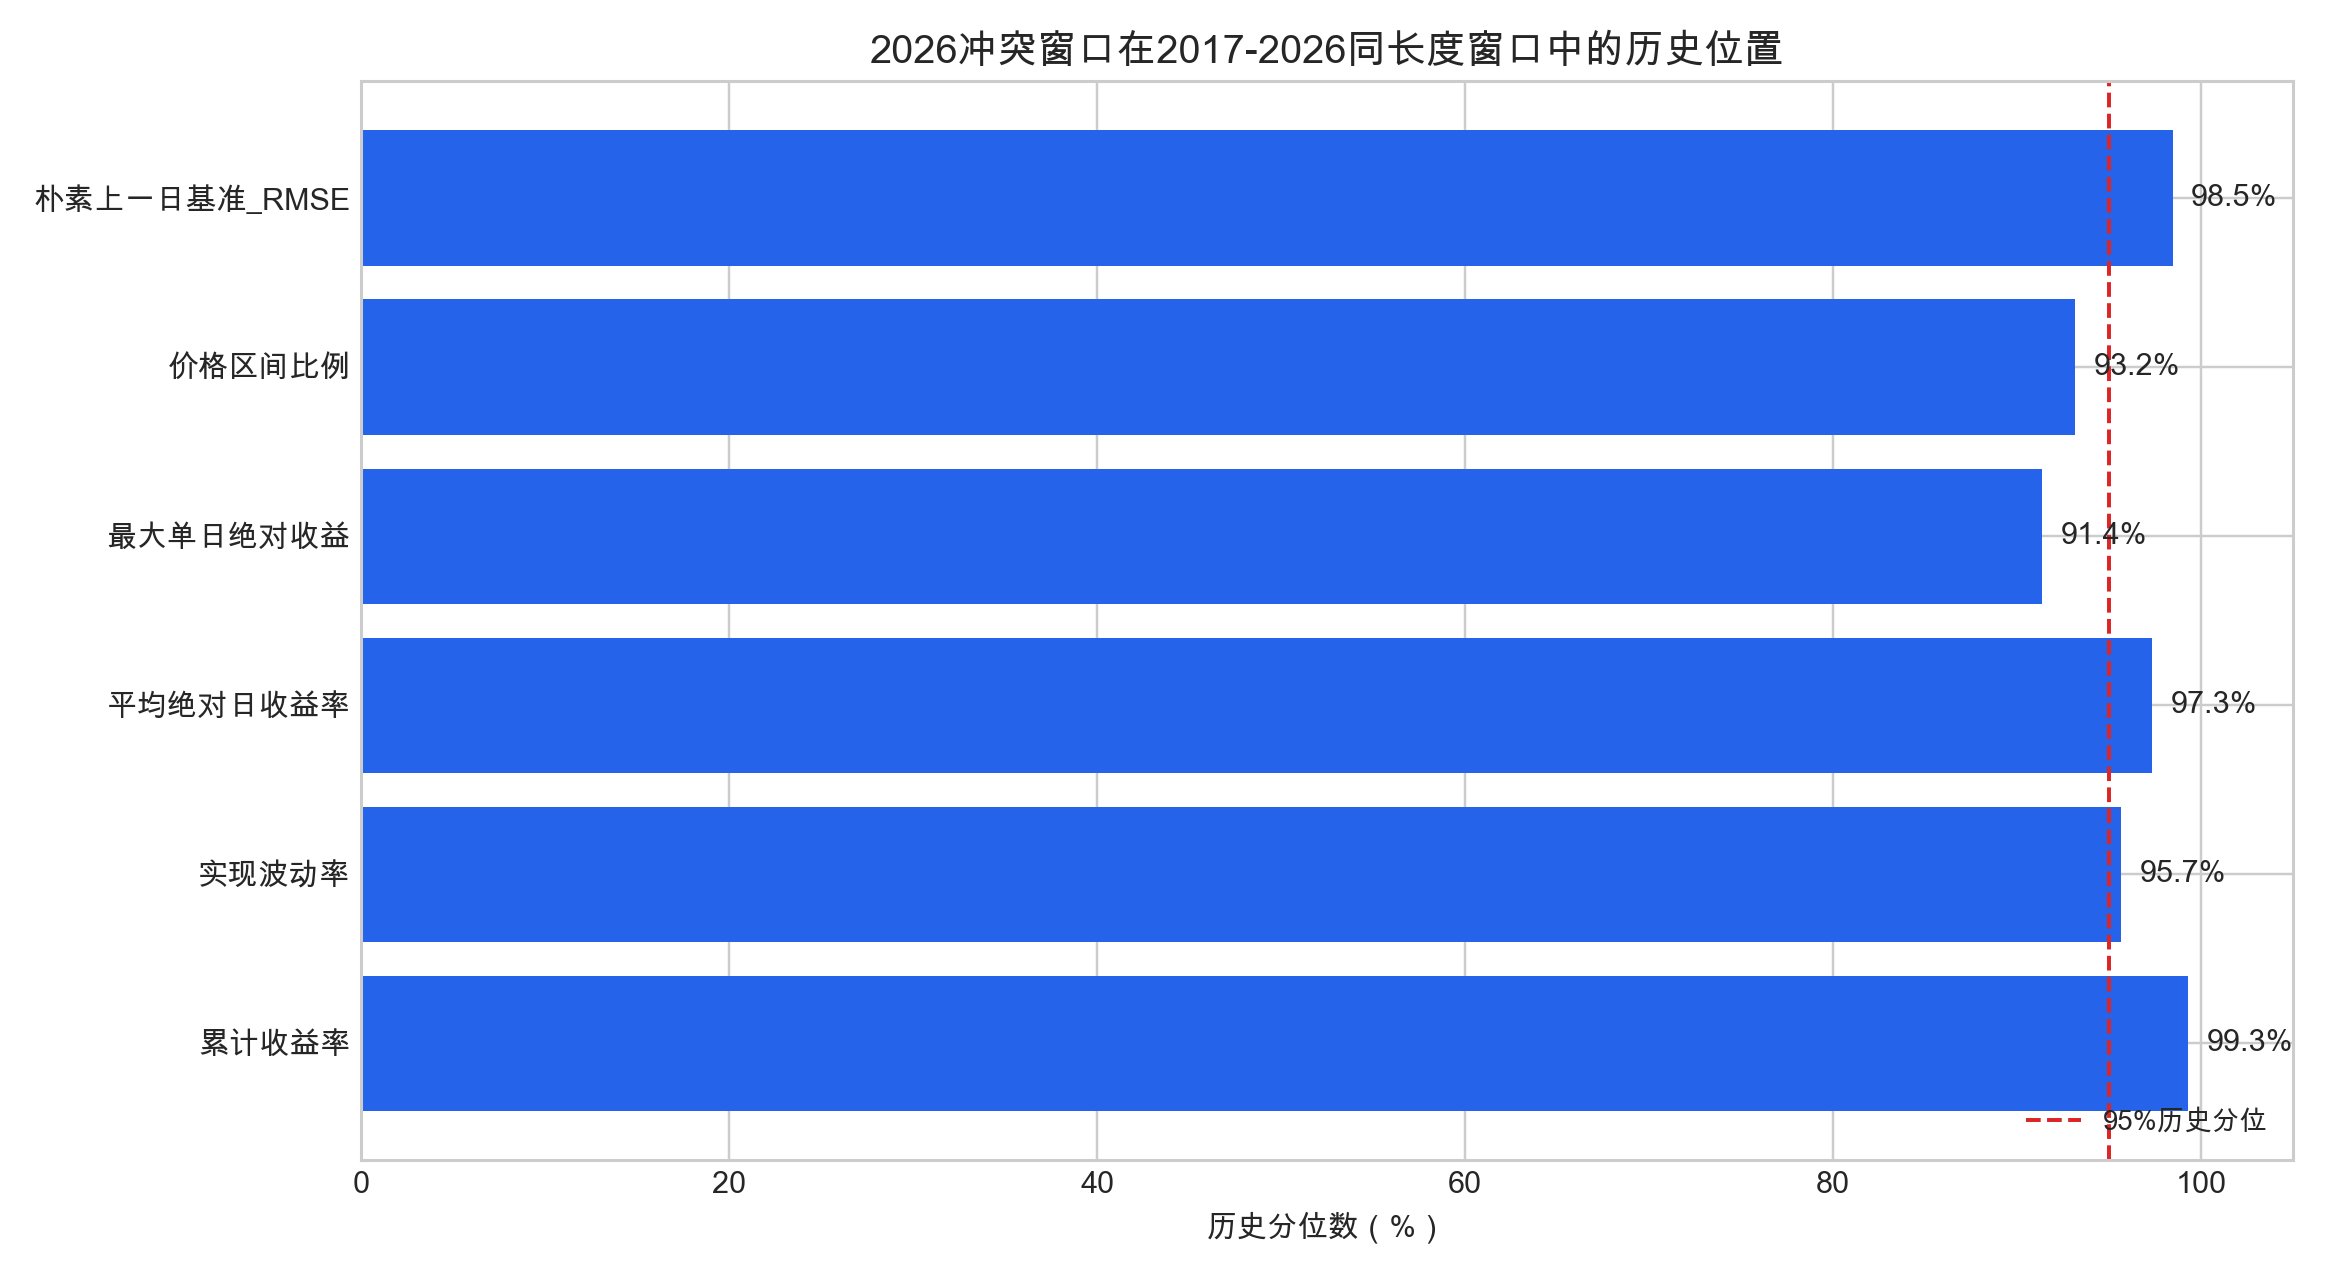 2026冲突窗口在2017-2026同长度窗口中的历史位置
朴素上一日基准_RMSE
98.5%
价格区间比例
93.2%
最大单日绝对收益
91.4%
平均绝对日收益率
97.3%
实现波动率
95.7%
累计收益率
99.3%
95%历史分位
0 20 40 60 80 100
历史分位数（%）